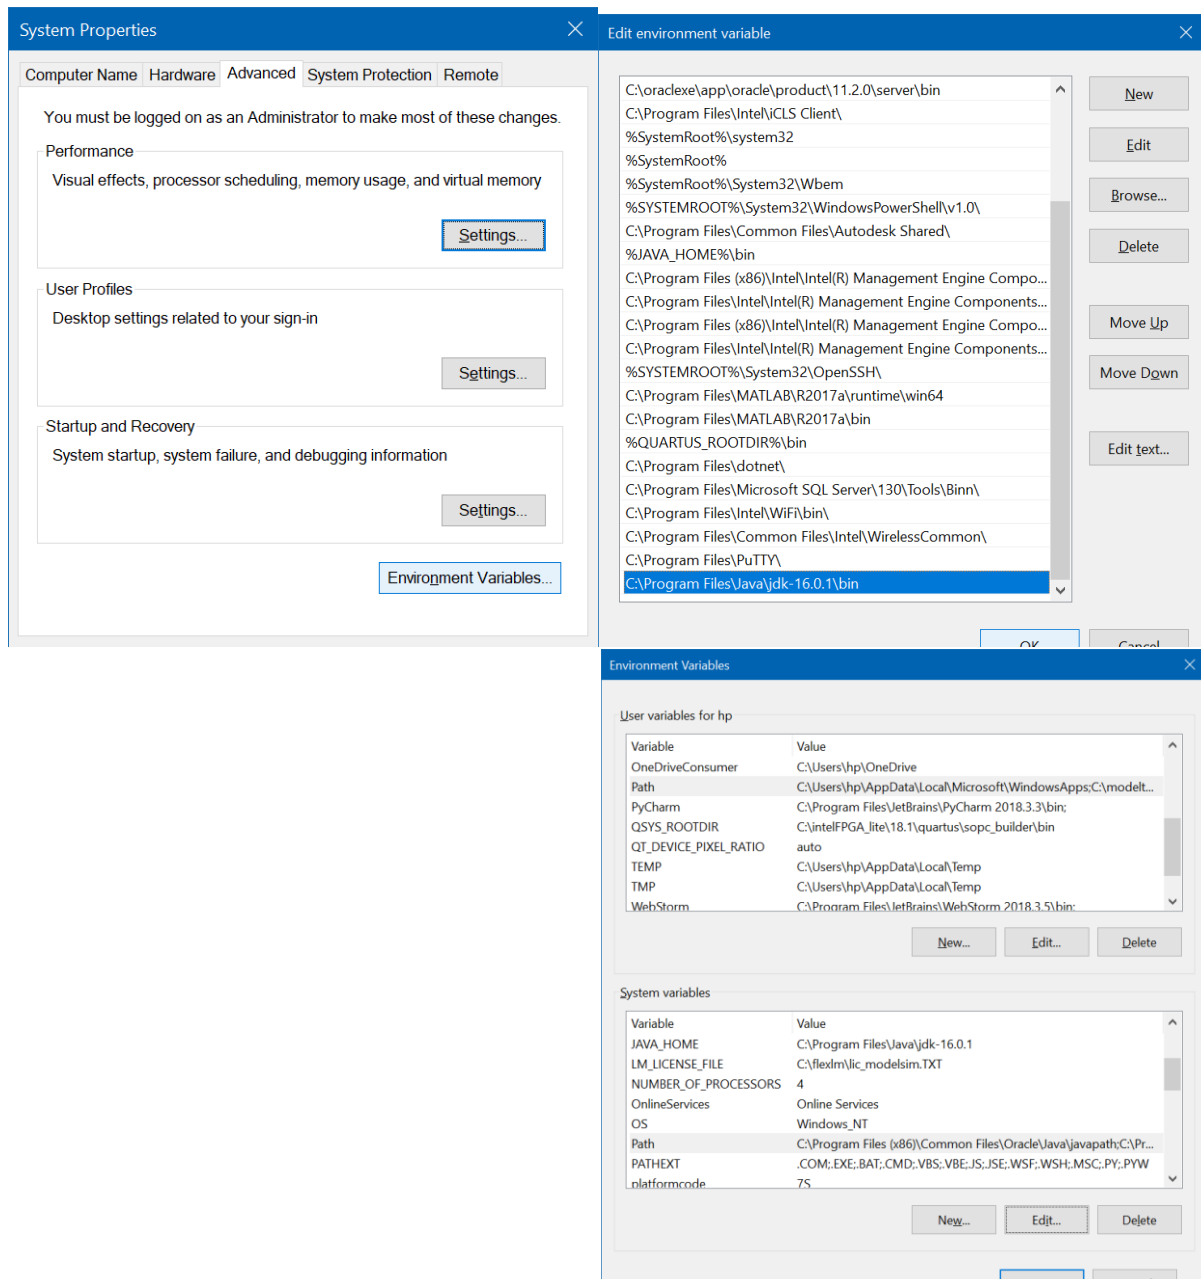 System Properties
Computer Name Hardware Advanced System Protection Remote
You must be logged on as an Administrator to make most of these changes.
Performance
Visual effects, processor scheduling, memory usage, and virtual memory
Settings...
User Profiles
Desktop settings related to your sign-in
Settings...
Startup and Recovery
System startup, system failure, and debugging information
Settings...
Environment Variables...
Edit environment variable
C:\oraclexe\app\oracle\product\11.2.0\server\bin
C:\Program Files\Intel\iCLS Client\
%SystemRoot%\system32
%SystemRoot%
%SystemRoot%\System32\Wbem
%SYSTEMROOT%\System32\WindowsPowerShell\v1.0\
C:\Program Files\Common Files\Autodesk Shared\
%JAVA_HOME%\bin
C:\Program Files (x86)\Intel\Intel(R) Management Engine Compo...
C:\Program Files\Intel\Intel(R) Management Engine Components...
C:\Program Files (x86)\Intel\Intel(R) Management Engine Compo...
C:\Program Files\Intel\Intel(R) Management Engine Components...
%SYSTEMROOT%\System32\OpenSSH\
C:\Program Files\MATLAB\R2017a\runtime\win64
C:\Program Files\MATLAB\R2017a\bin
%QUARTUS_ROOTDIR%\bin
C:\Program Files\dotnet\
C:\Program Files\Microsoft SQL Server\130\Tools\Binn\
C:\Program Files\Intel\WiFi\bin\
C:\Program Files\Common Files\Intel\WirelessCommon\
C:\Program Files\PuTTY\
C:\Program Files\Java\jdk-16.0.1\bin
New
Edit
Browse...
Delete
Move Up
Move Down
Edit text...
OK Cancel
Environment Variables
User variables for hp
Variable Value
OneDriveConsumer C:\Users\hp\OneDrive
Path C:\Users\hp\AppData\Local\Microsoft\WindowsApps;C:\modelt...
PyCharm C:\Program Files\JetBrains\PyCharm 2018.3.3\bin;
QSYS_ROOTDIR C:\intelFPGA_lite\18.1\quartus\sopc_builder\bin
QT_DEVICE_PIXEL_RATIO auto
TEMP C:\Users\hp\AppData\Local\Temp
TMP C:\Users\hp\AppData\Local\Temp
WebStorm C:\Program Files\JetBrains\WebStorm 2018.3.5\bin;
New... Edit... Delete
System variables
Variable Value
JAVA_HOME C:\Program Files\Java\jdk-16.0.1
LM_LICENSE_FILE C:\flexlm\lic_modelsim.TXT
NUMBER_OF_PROCESSORS 4
OnlineServices Online Services
OS Windows_NT
Path C:\Program Files (x86)\Common Files\Oracle\Java\javapath;C:\Pr...
PATHEXT .COM;.EXE;.BAT;.CMD;.VBS;.VBE;.JS;.JSE;.WSF;.WSH;.MSC;.PY;.PYW
platformcode 7S
New... Edit... Delete